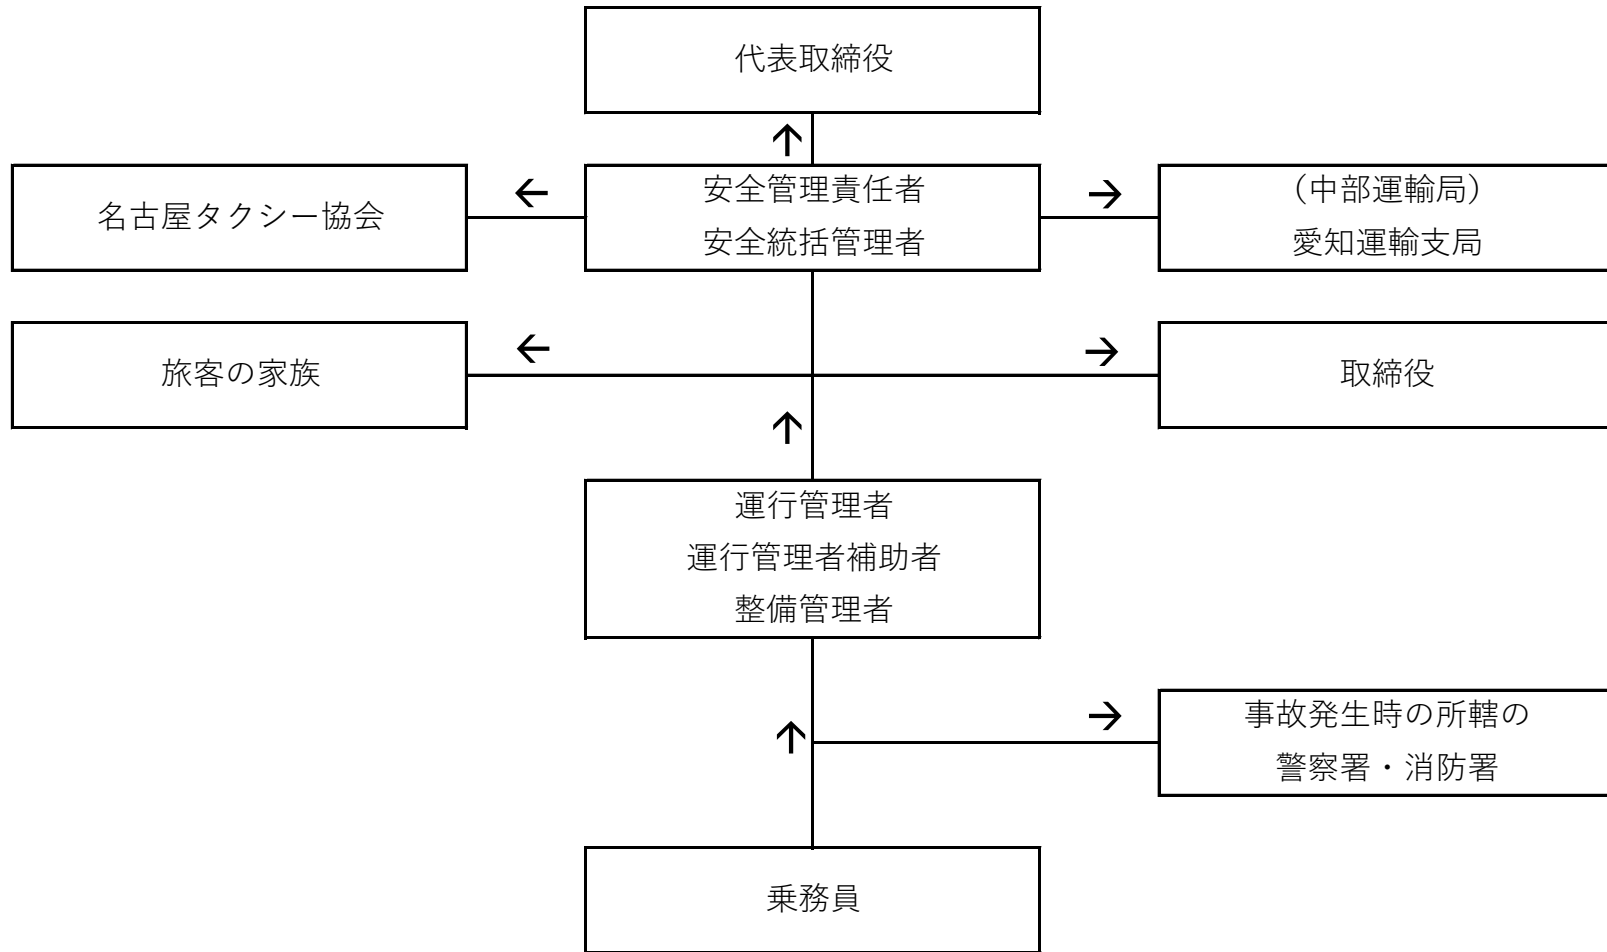 代表取締役
↑
名古屋タクシー協会
←
安全管理責任者
安全統括管理者
→
(中部運輸局)
愛知運輸支局
旅客の家族
←
→
取締役
↑
運行管理者
運行管理者補助者
整備管理者
↑
→
事故発生時の所轄の
警察署・消防署
乗務員